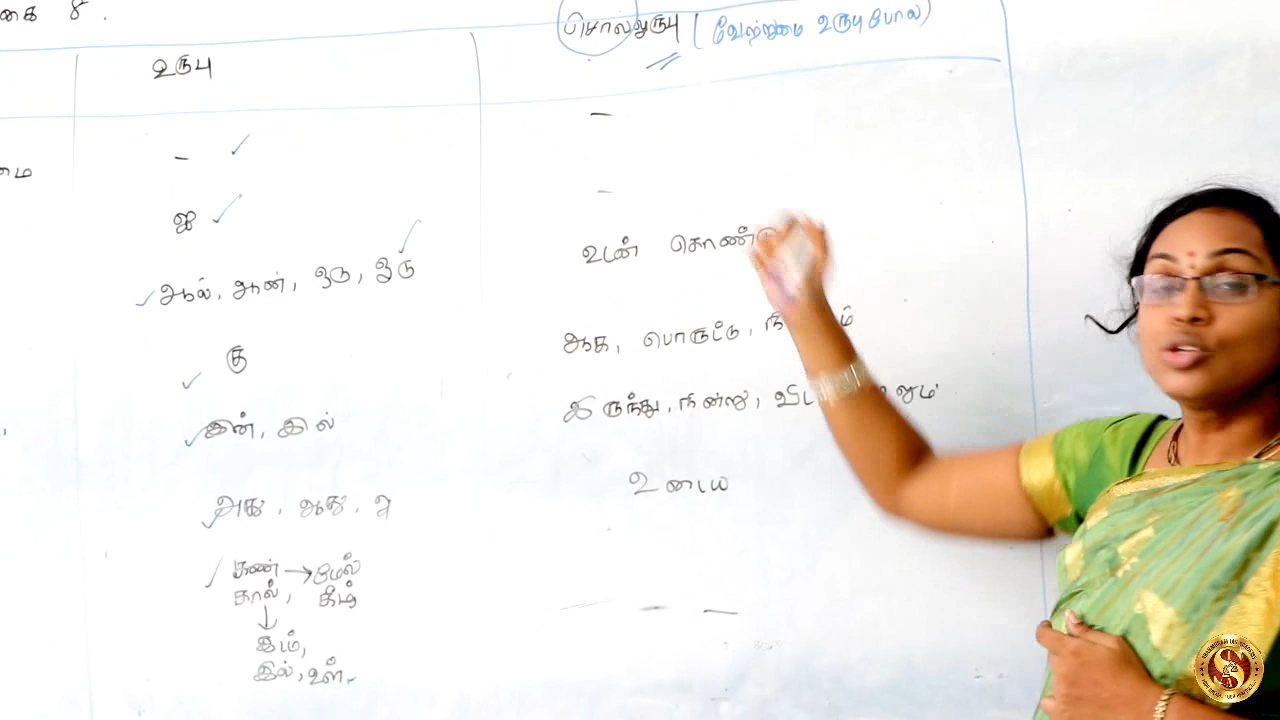 கை 8.
சொல்லுருபு (வேற்றுமை உருபு போல)
உருபு
மை
ஐ
ஆல், ஆன், ஒடு, ஓடு
உடன் கொண்டு
கு
ஆக, பொருட்டு,
இன், இல்
இருந்து, நின்று,
அது, ஆது, அ
உடைய
கண் → மேல்
கால், கீழ்
இடம்,
இல், உள்